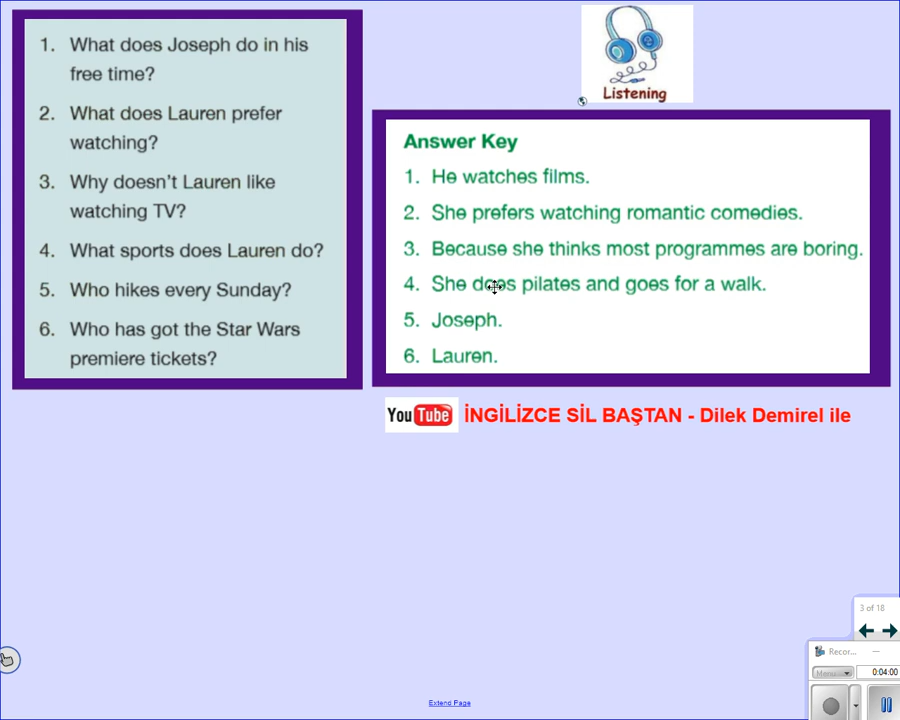 1. What does Joseph do in his
free time?
2. What does Lauren prefer
watching?
3. Why doesn't Lauren like
watching TV?
4. What sports does Lauren do?
5. Who hikes every Sunday?
6. Who has got the Star Wars
premiere tickets?
Listening
Answer Key
1. He watches films.
2. She prefers watching romantic comedies.
3. Because she thinks most programmes are boring.
4. She does pilates and goes for a walk.
5. Joseph.
6. Lauren.
YouTube İNGİLİZCE SİL BAŞTAN - Dilek Demirel ile
3 of 18
Recor...
Menu
0:04:00
Extend Page